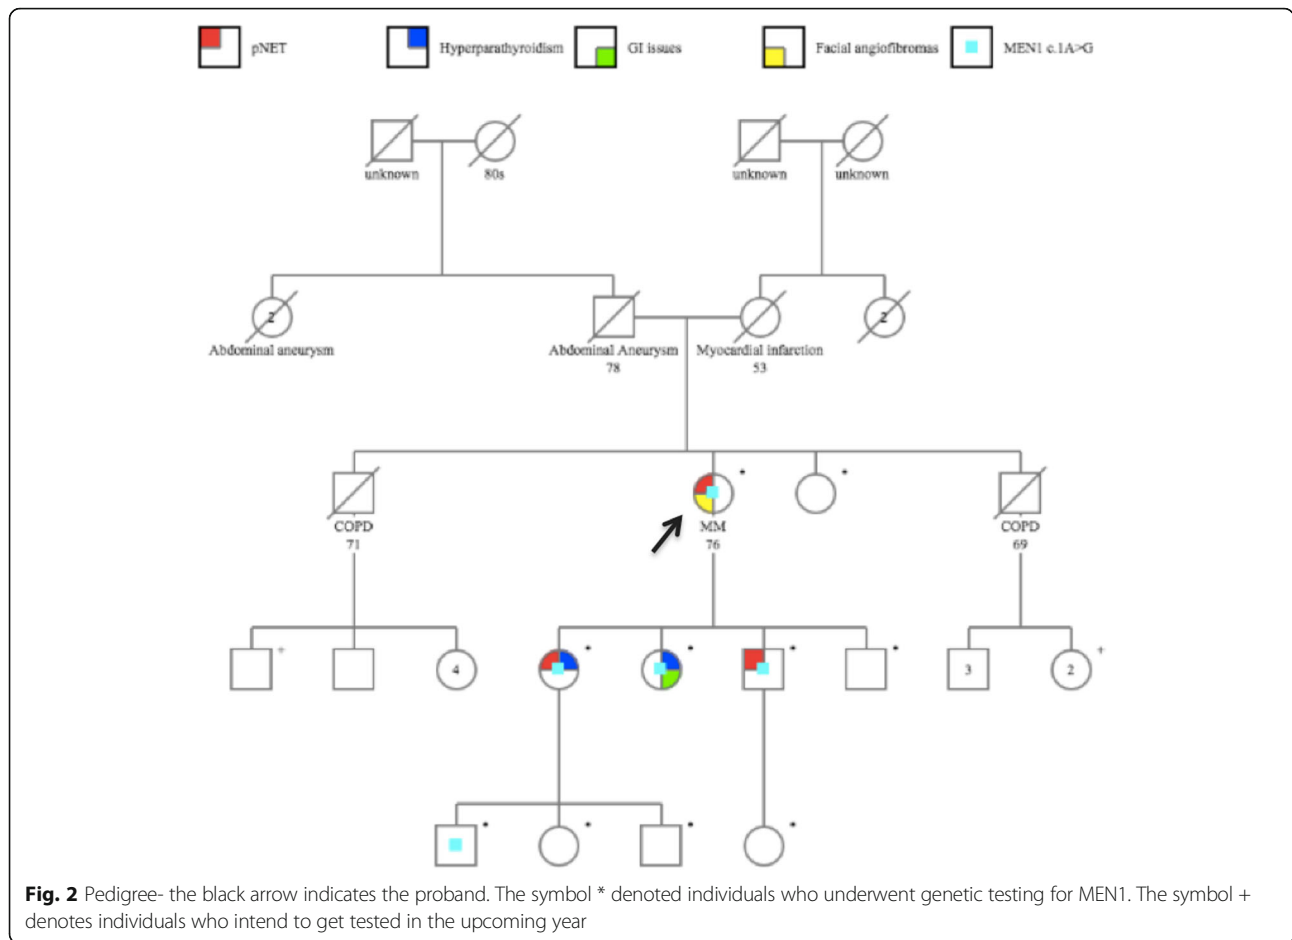 pNET Hyperparathyroidism GI issues Facial angiofibromas MEN1 c.1A>G
unknown 80s unknown unknown
2 2
Abdominal aneurysm Abdominal Aneurysm Myocardial infarction
78 53
* *
COPD MM COPD
71 76 69
+ * * * * +
4 3 2
* * * *
Fig. 2 Pedigree- the black arrow indicates the proband. The symbol * denoted individuals who underwent genetic testing for MEN1. The symbol +
denotes individuals who intend to get tested in the upcoming year